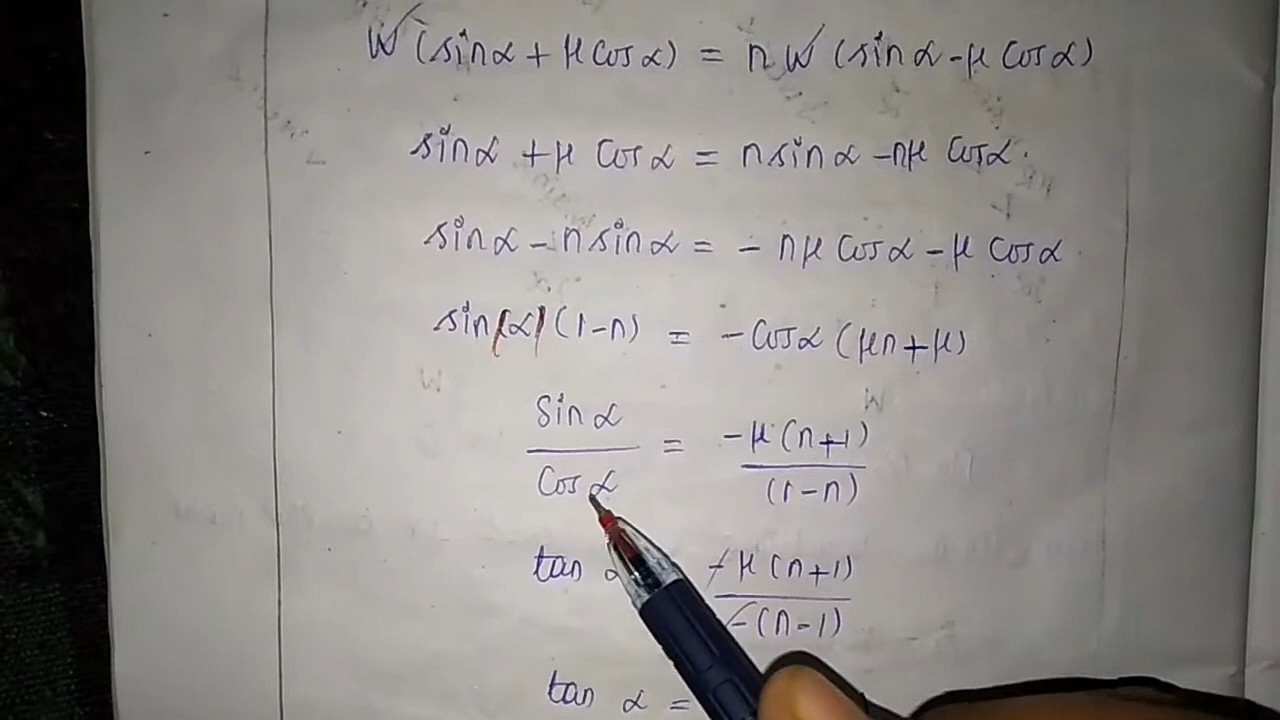 W (sinα + μ cosα) = n W (sinα - μ cosα)
sinα + μ cosα = n sinα - nμ cosα.
sinα - n sinα = - nμ cosα - μ cosα
sin(α) (1-n) = - cosα (μn + μ)
sinα / cosα = -μ (n+1) / (1-n)
tan α -μ (n+1) / -(n-1)
tan α =